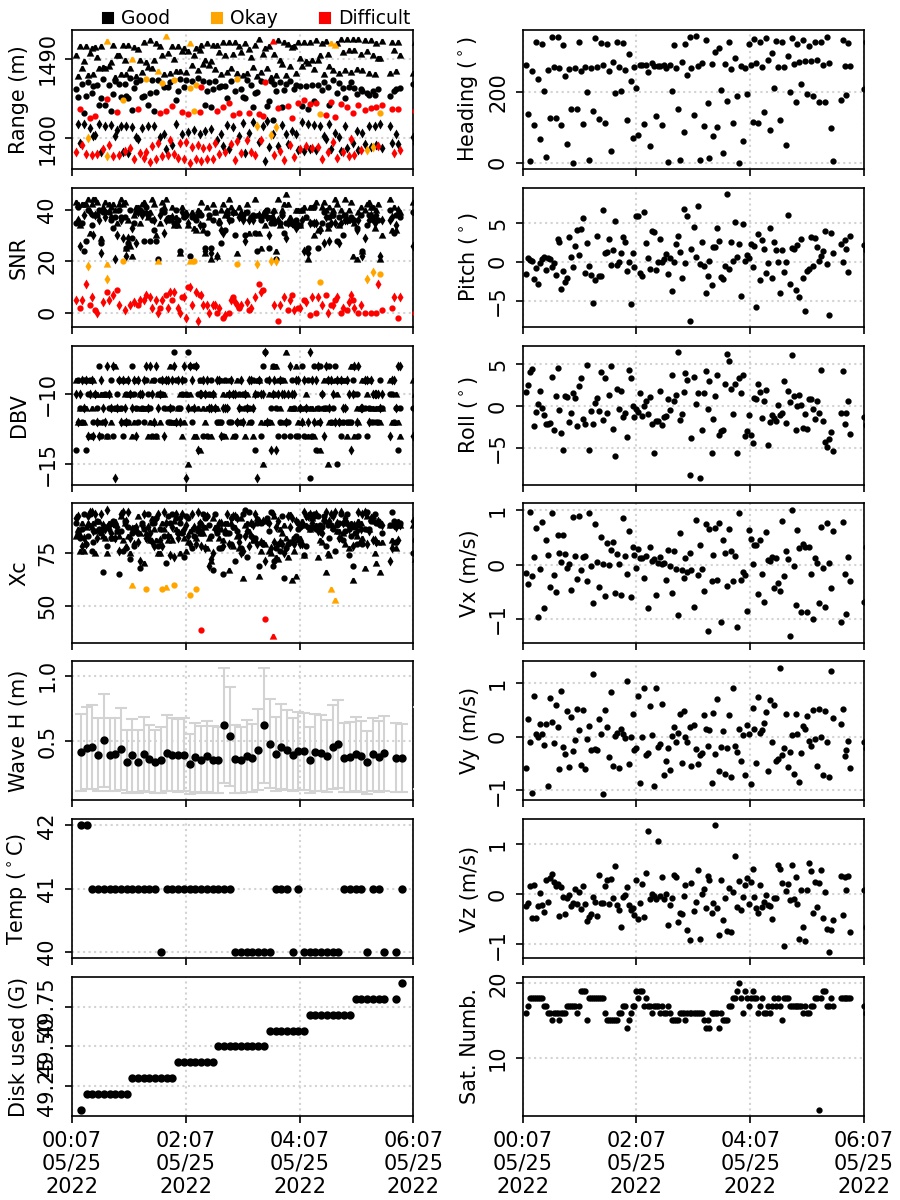 Good Okay Difficult
Range (m)
1490
1400
Heading (°)
200
0
SNR
40
20
0
Pitch (°)
5
0
−5
DBV
−10
−15
Roll (°)
5
0
−5
Xc
75
50
Vx (m/s)
1
0
−1
Wave H (m)
1.0
0.5
Vy (m/s)
1
0
−1
Temp (°C)
42
41
40
Vz (m/s)
1
0
−1
Disk used (G)
49.75
49.50
49.25
Sat. Numb.
20
10
00:07 02:07 04:07 06:07
05/25 05/25 05/25 05/25
2022 2022 2022 2022
00:07 02:07 04:07 06:07
05/25 05/25 05/25 05/25
2022 2022 2022 2022